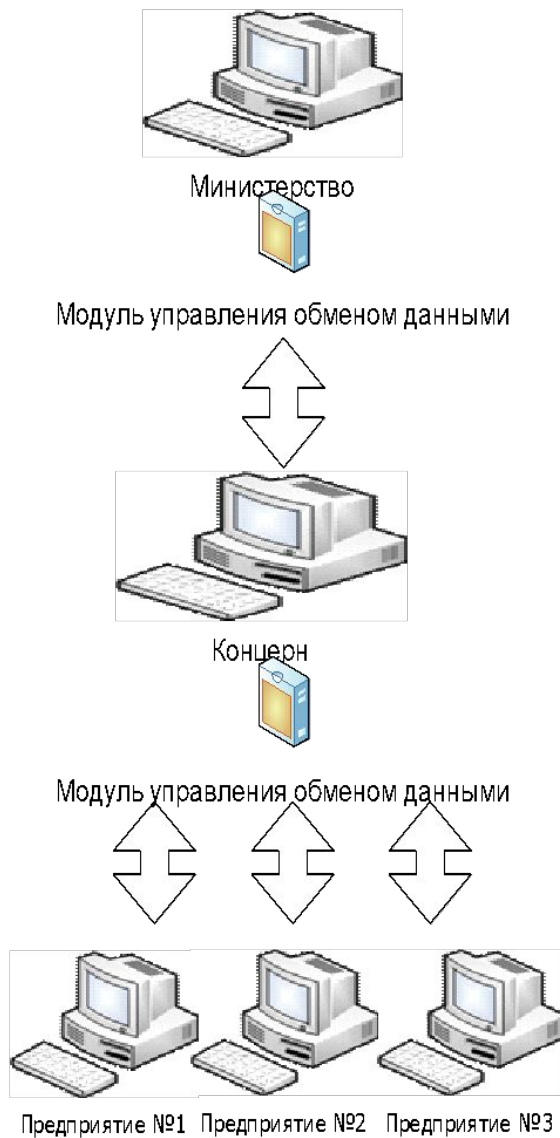 Министерство
Модуль управления обменом данными
Концерн
Модуль управления обменом данными
Предприятие №1 Предприятие №2 Предприятие №3